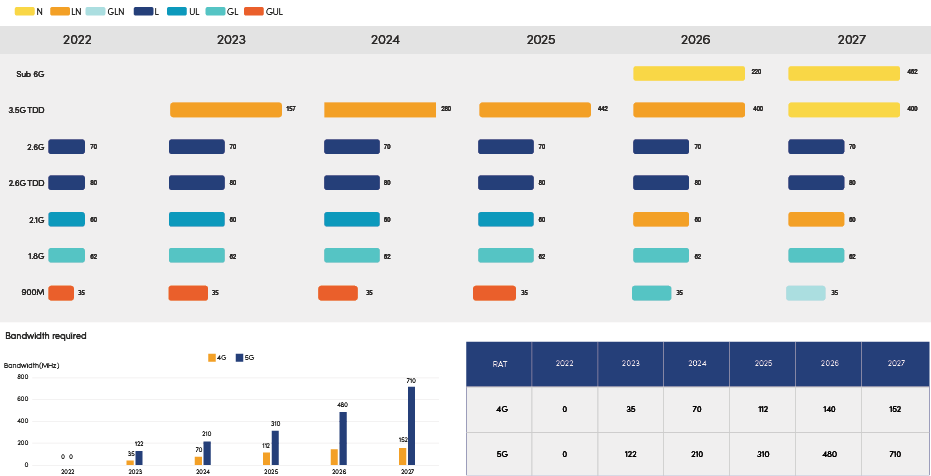 N LN GLN L UL GL GUL
2022 2023 2024 2025 2026 2027
Sub 6G 220 462
3.5G TDD 157 280 442 400 400
2.6G 70 70 70 70 70 70
2.6G TDD 80 80 80 80 80 80
2.1G 60 60 60 60 60 60
1.8G 62 62 62 62 62 62
900M 35 35 35 35 35 35
Bandwidth required
Bandwidth(MHz)
4G 5G
800
600
400
200
0
0 0 35 122 70 210 112 310 480 152 710
2022 2023 2024 2025 2026 2027
RAT 2022 2023 2024 2025 2026 2027
4G 0 35 70 112 140 152
5G 0 122 210 310 480 710